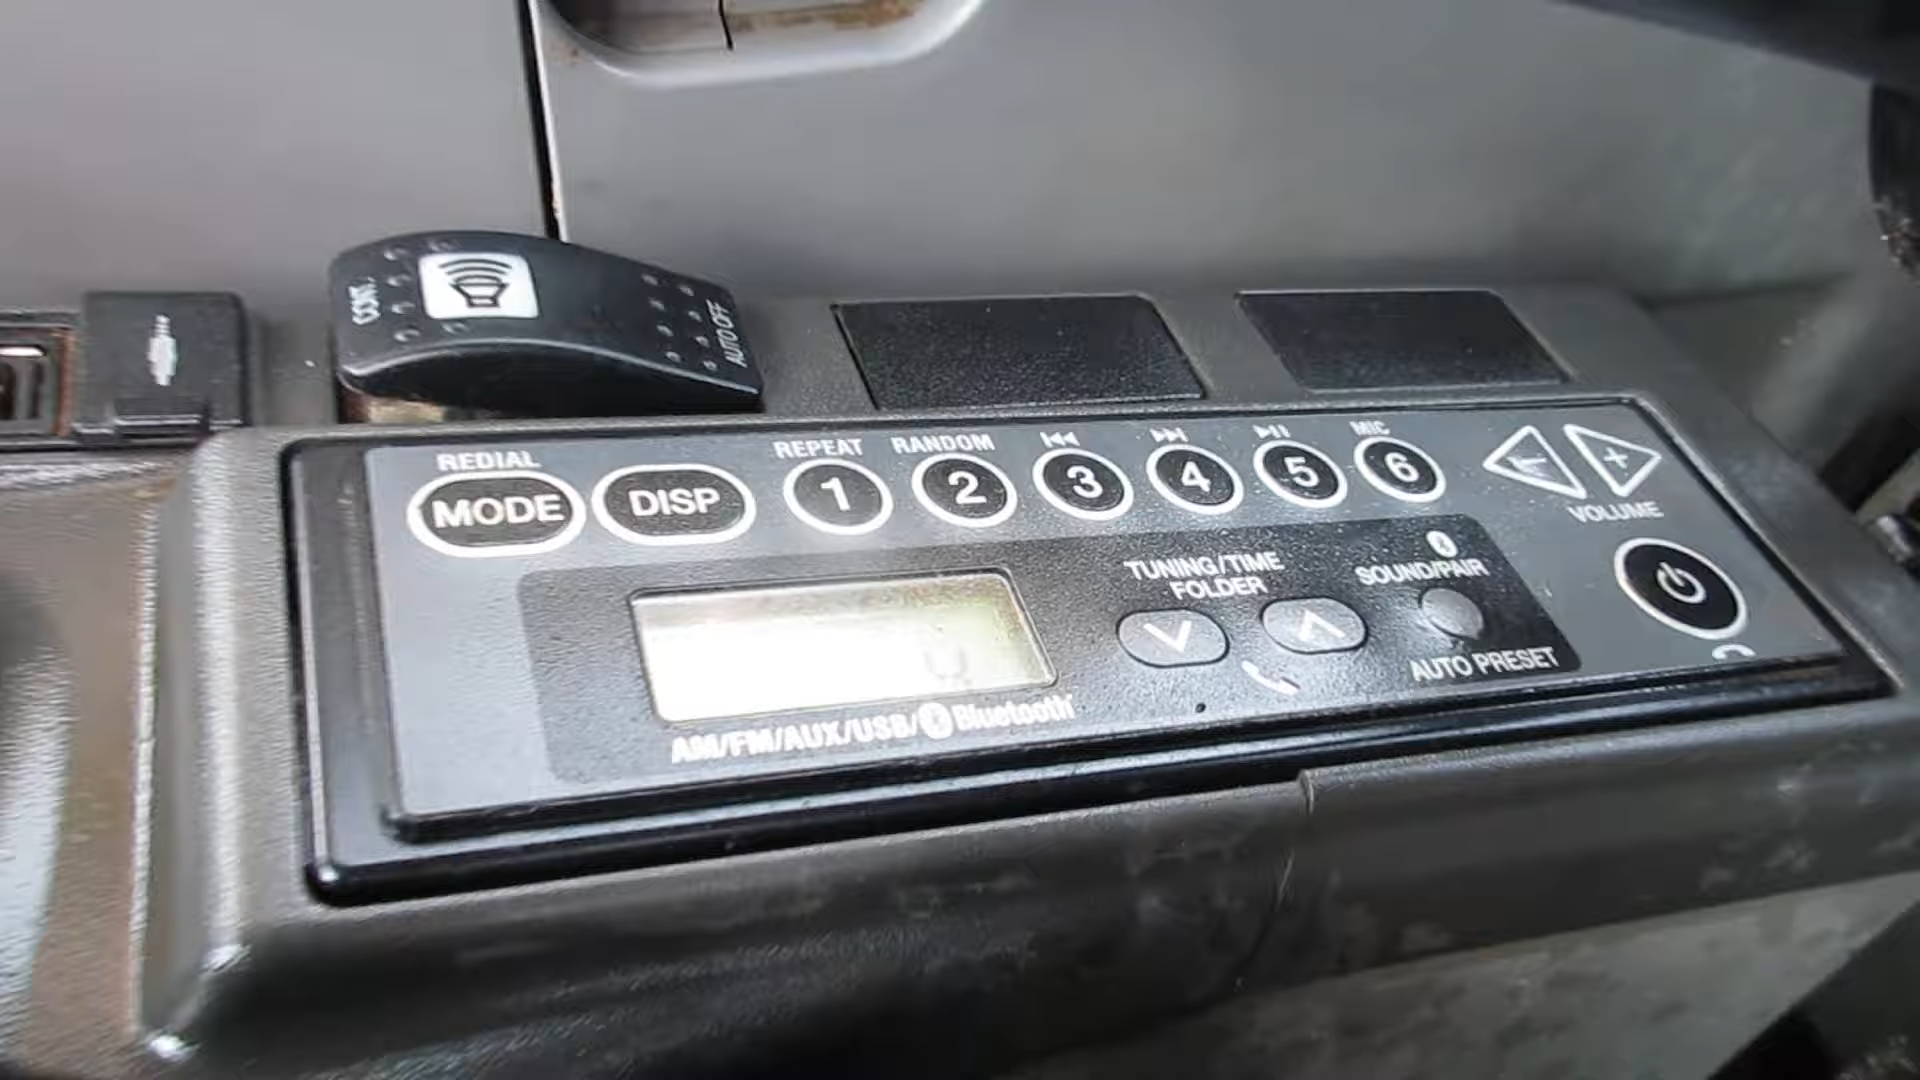 CONT.
AUTO OFF
REDIAL
MODE
DISP
REPEAT
1
RANDOM
2
3
4
5
MIC
6
- +
VOLUME
TUNING/TIME
FOLDER
SOUND/PAIR
AUTO PRESET
AM/FM/AUX/USB/Bluetooth